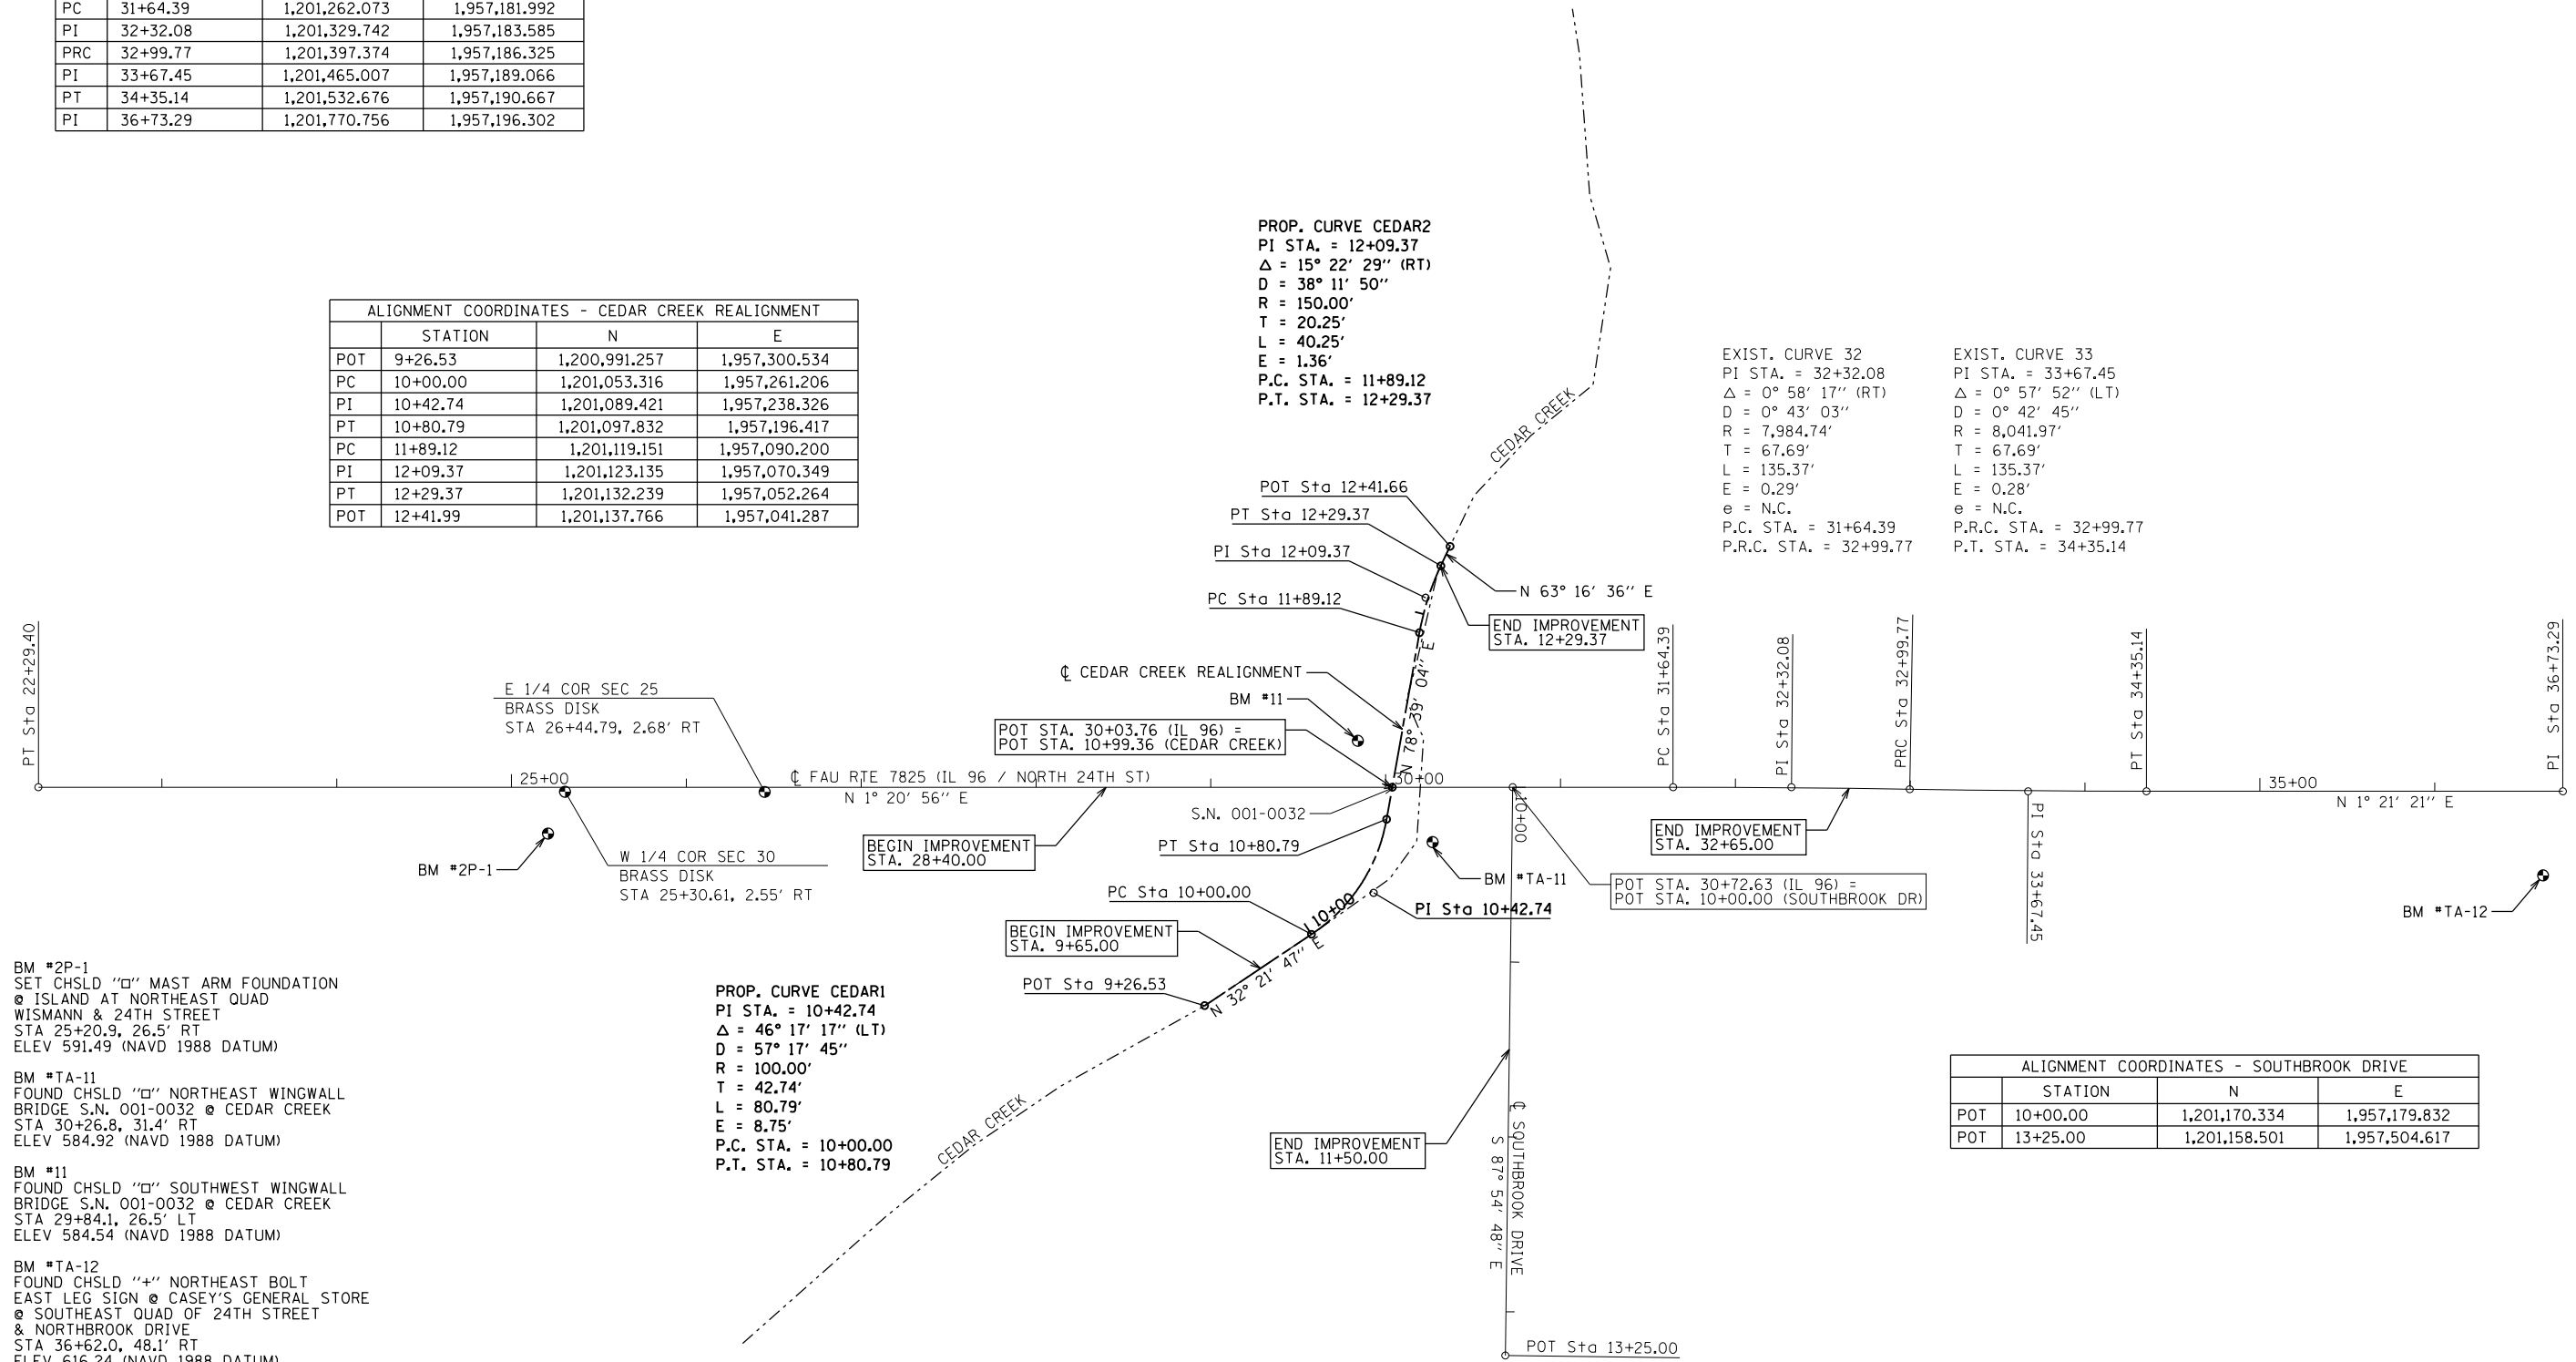 PC 31+64.39 1,201,262.073 1,957,181.992
PI 32+32.08 1,201,329.742 1,957,183.585
PRC 32+99.77 1,201,397.374 1,957,186.325
PI 33+67.45 1,201,465.007 1,957,189.066
PT 34+35.14 1,201,532.676 1,957,190.667
PI 36+73.29 1,201,770.756 1,957,196.302
PROP. CURVE CEDAR2
PI STA. = 12+09.37
Δ = 15° 22' 29'' (RT)
D = 38° 11' 50''
R = 150.00'
T = 20.25'
L = 40.25'
E = 1.36'
P.C. STA. = 11+89.12
P.T. STA. = 12+29.37
ALIGNMENT COORDINATES - CEDAR CREEK REALIGNMENT
STATION N E
POT 9+26.53 1,200,991.257 1,957,300.534
PC 10+00.00 1,201,053.316 1,957,261.206
PI 10+42.74 1,201,089.421 1,957,238.326
PT 10+80.79 1,201,097.832 1,957,196.417
PC 11+89.12 1,201,119.151 1,957,090.200
PI 12+09.37 1,201,123.135 1,957,070.349
PT 12+29.37 1,201,132.239 1,957,052.264
POT 12+41.99 1,201,137.766 1,957,041.287
EXIST. CURVE 32
PI STA. = 32+32.08
Δ = 0° 58' 17'' (RT)
D = 0° 43' 03''
R = 7,984.74'
T = 67.69'
L = 135.37'
E = 0.29'
e = N.C.
P.C. STA. = 31+64.39
P.R.C. STA. = 32+99.77
EXIST. CURVE 33
PI STA. = 33+67.45
Δ = 0° 57' 52'' (LT)
D = 0° 42' 45''
R = 8,041.97'
T = 67.69'
L = 135.37'
E = 0.28'
e = N.C.
P.R.C. STA. = 32+99.77
P.T. STA. = 34+35.14
CEDAR CREEK
POT Sta 12+41.66
PT Sta 12+29.37
PI Sta 12+09.37
PC Sta 11+89.12
N 63° 16' 36'' E
END IMPROVEMENT
STA. 12+29.37
℄ CEDAR CREEK REALIGNMENT
BM #11
N 78° 39' 04'' E
POT STA. 30+03.76 (IL 96) =
POT STA. 10+99.36 (CEDAR CREEK)
PT Sta 22+29.40
E 1/4 COR SEC 25
BRASS DISK
STA 26+44.79, 2.68' RT
PC Sta 31+64.39
PI Sta 32+32.08
PRC Sta 32+99.77
PT Sta 34+35.14
PI Sta 36+73.29
25+00
℄ FAU RTE 7825 (IL 96 / NORTH 24TH ST)
30+00
35+00
N 1° 20' 56'' E
N 1° 21' 21'' E
10+00
S.N. 001-0032
BEGIN IMPROVEMENT
STA. 28+40.00
PT Sta 10+80.79
END IMPROVEMENT
STA. 32+65.00
PI Sta 33+67.45
BM #2P-1
W 1/4 COR SEC 30
BRASS DISK
STA 25+30.61, 2.55' RT
BM #TA-11
POT STA. 30+72.63 (IL 96) =
POT STA. 10+00.00 (SOUTHBROOK DR)
BM #TA-12
PC Sta 10+00.00
10+00
PI Sta 10+42.74
BEGIN IMPROVEMENT
STA. 9+65.00
N 32° 21' 47'' E
POT Sta 9+26.53
PROP. CURVE CEDAR1
PI STA. = 10+42.74
Δ = 46° 17' 17'' (LT)
D = 57° 17' 45''
R = 100.00'
T = 42.74'
L = 80.79'
E = 8.75'
P.C. STA. = 10+00.00
P.T. STA. = 10+80.79
CEDAR CREEK
END IMPROVEMENT
STA. 11+50.00
℄ SOUTHBROOK DRIVE
S 87° 54' 48'' E
POT Sta 13+25.00
ALIGNMENT COORDINATES - SOUTHBROOK DRIVE
STATION N E
POT 10+00.00 1,201,170.334 1,957,179.832
POT 13+25.00 1,201,158.501 1,957,504.617
BM #2P-1
SET CHSLD "□" MAST ARM FOUNDATION
@ ISLAND AT NORTHEAST QUAD
WISMANN & 24TH STREET
STA 25+20.9, 26.5' RT
ELEV 591.49 (NAVD 1988 DATUM)
BM #TA-11
FOUND CHSLD "□" NORTHEAST WINGWALL
BRIDGE S.N. 001-0032 @ CEDAR CREEK
STA 30+26.8, 31.4' RT
ELEV 584.92 (NAVD 1988 DATUM)
BM #11
FOUND CHSLD "□" SOUTHWEST WINGWALL
BRIDGE S.N. 001-0032 @ CEDAR CREEK
STA 29+84.1, 26.5' LT
ELEV 584.54 (NAVD 1988 DATUM)
BM #TA-12
FOUND CHSLD "+" NORTHEAST BOLT
EAST LEG SIGN @ CASEY'S GENERAL STORE
@ SOUTHEAST QUAD OF 24TH STREET
& NORTHBROOK DRIVE
STA 36+62.0, 48.1' RT
ELEV 616.24 (NAVD 1988 DATUM)